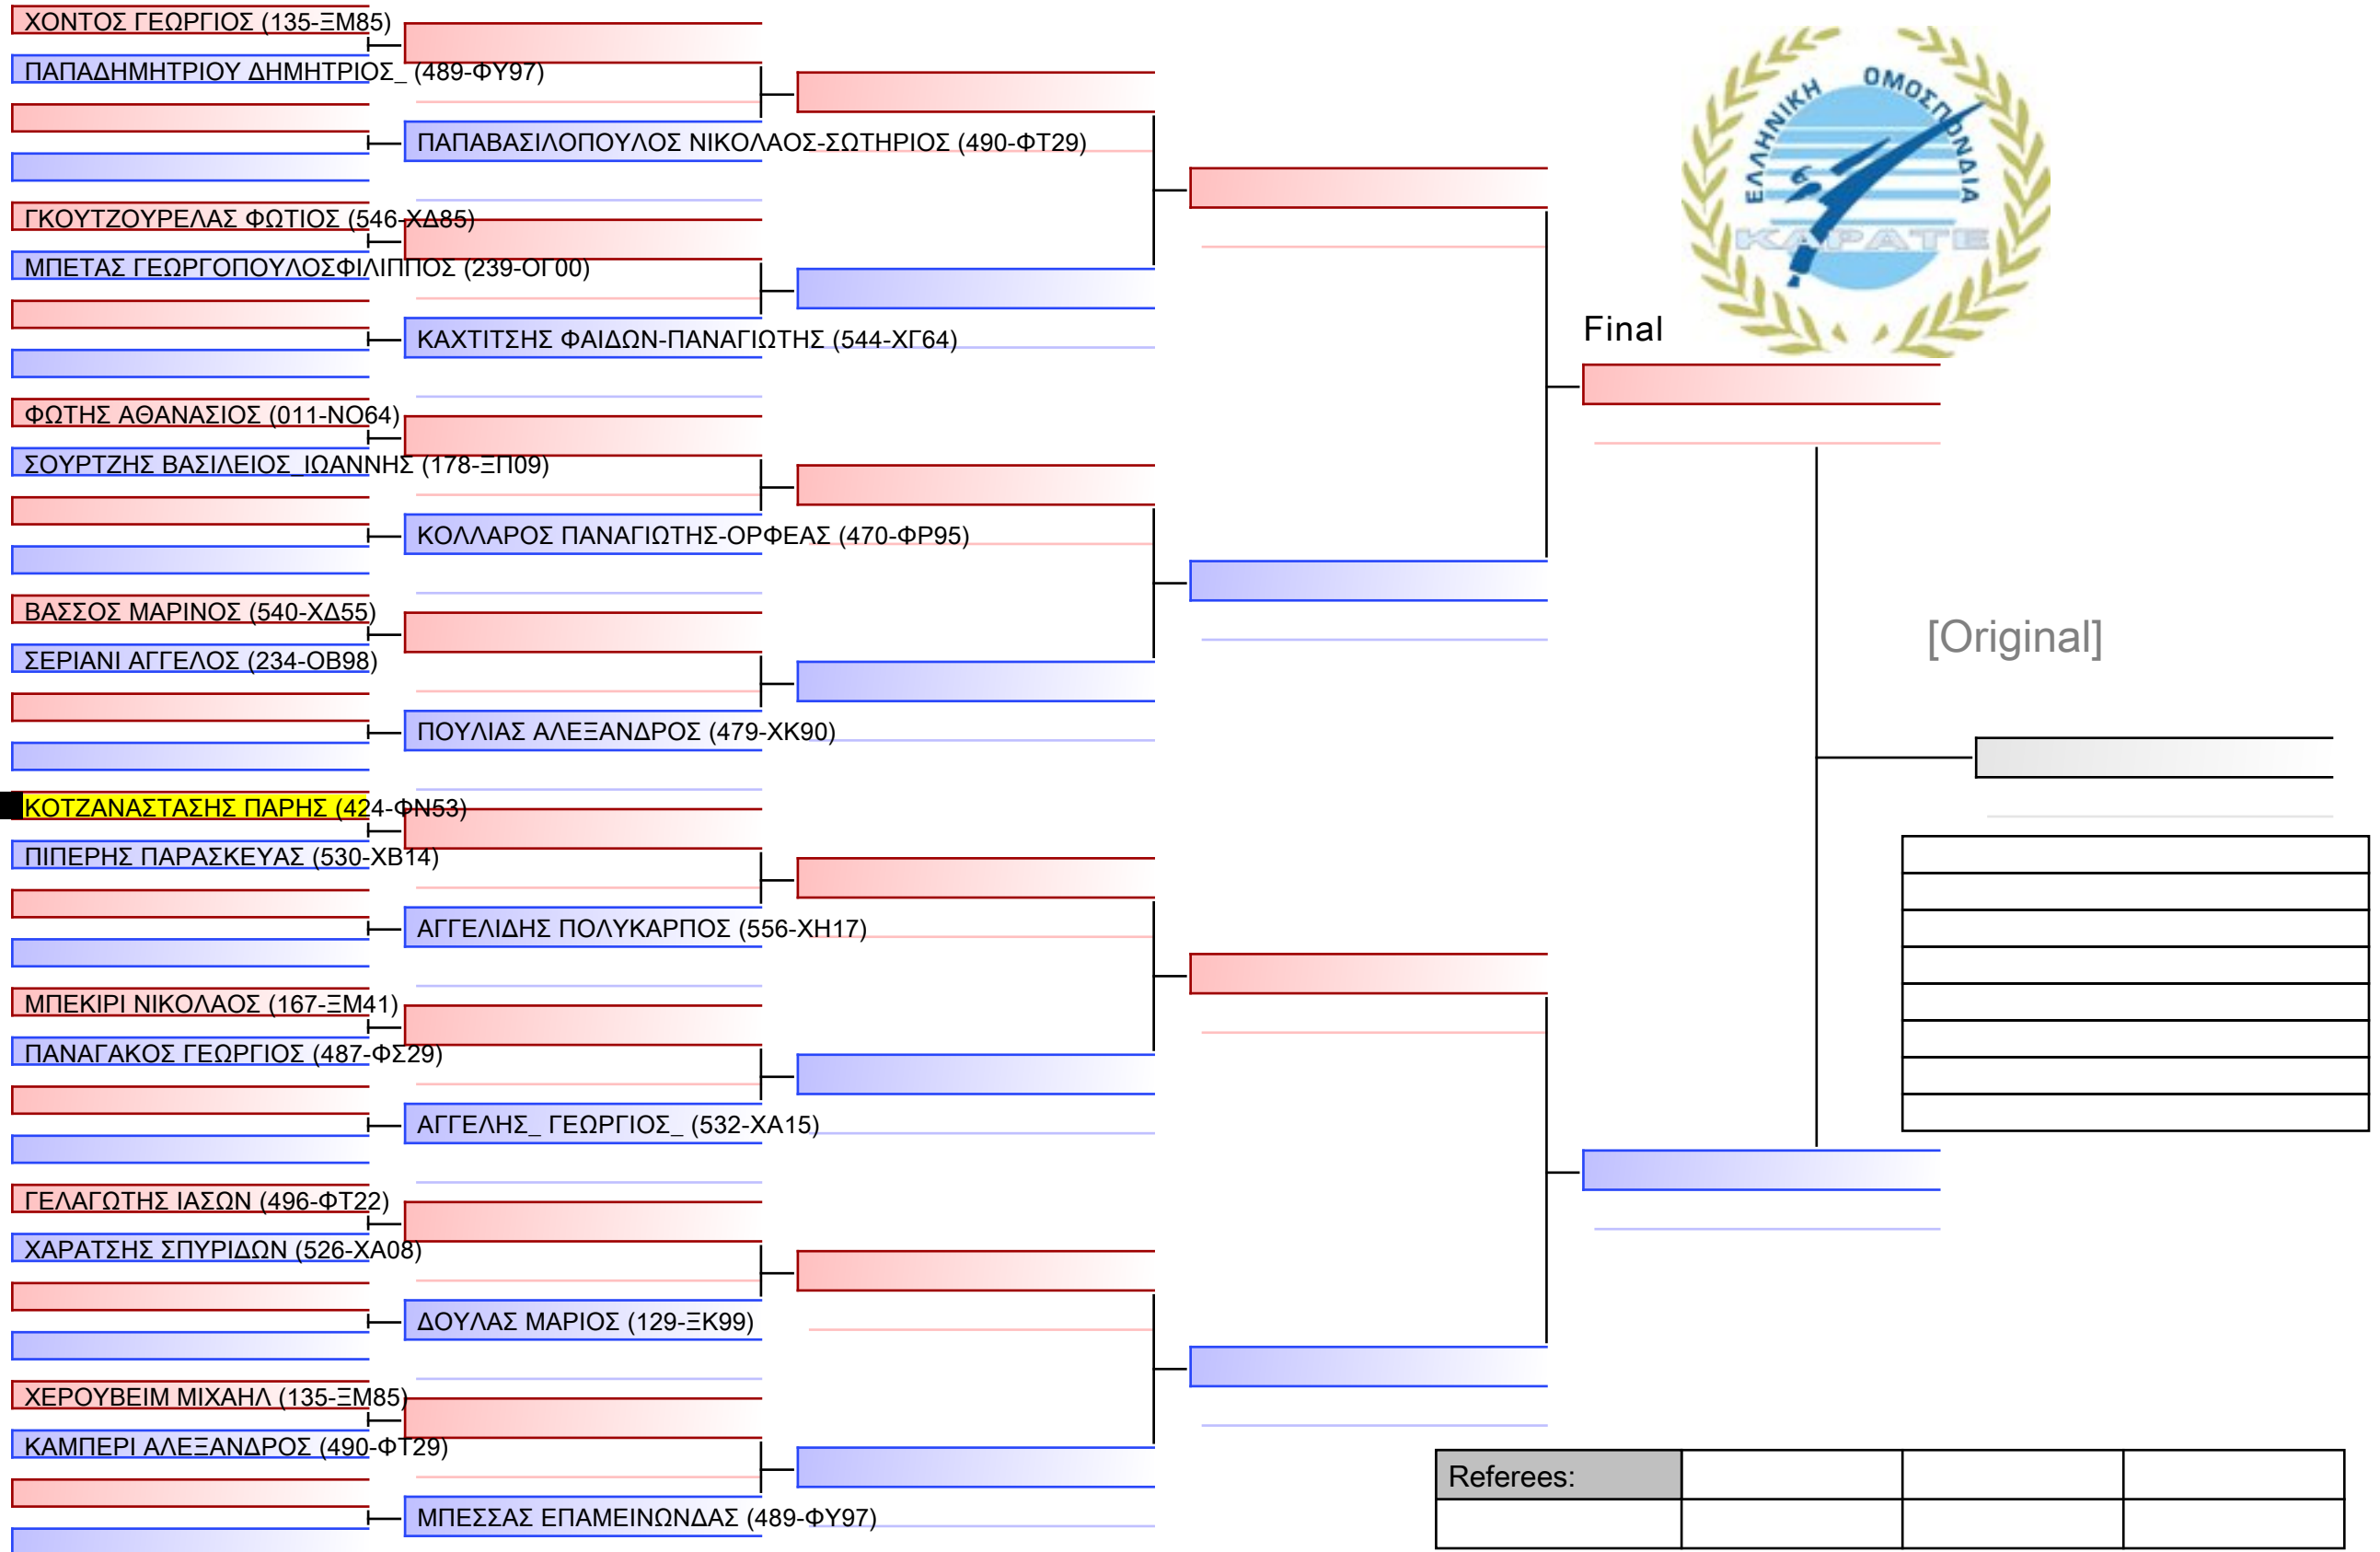 ΧΟΝΤΟΣ ΓΕΩΡΓΙΟΣ (135-ΞΜ85)
ΠΑΠΑΔΗΜΗΤΡΙΟΥ ΔΗΜΗΤΡΙΟΣ_ (489-ΦΥ97)
ΠΑΠΑΒΑΣΙΛΟΠΟΥΛΟΣ ΝΙΚΟΛΑΟΣ-ΣΩΤΗΡΙΟΣ (490-ΦΤ29)
ΓΚΟΥΤΖΟΥΡΕΛΑΣ ΦΩΤΙΟΣ (546-ΧΔ85)
ΜΠΕΤΑΣ ΓΕΩΡΓΟΠΟΥΛΟΣΦΙΛΙΠΠΟΣ (239-ΟΓ00)
ΚΑΧΤΙΤΣΗΣ ΦΑΙΔΩΝ-ΠΑΝΑΓΙΩΤΗΣ (544-ΧΓ64)
ΦΩΤΗΣ ΑΘΑΝΑΣΙΟΣ (011-ΝΟ64)
ΣΟΥΡΤΖΗΣ ΒΑΣΙΛΕΙΟΣ_ΙΩΑΝΝΗΣ (178-ΞΠ09)
ΚΟΛΛΑΡΟΣ ΠΑΝΑΓΙΩΤΗΣ-ΟΡΦΕΑΣ (470-ΦΡ95)
ΒΑΣΣΟΣ ΜΑΡΙΝΟΣ (540-ΧΔ55)
ΣΕΡΙΑΝΙ ΑΓΓΕΛΟΣ (234-ΟΒ98)
ΠΟΥΛΙΑΣ ΑΛΕΞΑΝΔΡΟΣ (479-ΧΚ90)
ΚΟΤΖΑΝΑΣΤΑΣΗΣ ΠΑΡΗΣ (424-ΦΝ53)
ΠΙΠΕΡΗΣ ΠΑΡΑΣΚΕΥΑΣ (530-ΧΒ14)
ΑΓΓΕΛΙΔΗΣ ΠΟΛΥΚΑΡΠΟΣ (556-ΧΗ17)
ΜΠΕΚΙΡΙ ΝΙΚΟΛΑΟΣ (167-ΞΜ41)
ΠΑΝΑΓΑΚΟΣ ΓΕΩΡΓΙΟΣ (487-ΦΣ29)
ΑΓΓΕΛΗΣ_ ΓΕΩΡΓΙΟΣ_ (532-ΧΑ15)
ΓΕΛΑΓΩΤΗΣ ΙΑΣΩΝ (496-ΦΤ22)
ΧΑΡΑΤΣΗΣ ΣΠΥΡΙΔΩΝ (526-ΧΑ08)
ΔΟΥΛΑΣ ΜΑΡΙΟΣ (129-ΞΚ99)
ΧΕΡΟΥΒΕΙΜ ΜΙΧΑΗΛ (135-ΞΜ85)
ΚΑΜΠΕΡΙ ΑΛΕΞΑΝΔΡΟΣ (490-ΦΤ29)
ΜΠΕΣΣΑΣ ΕΠΑΜΕΙΝΩΝΔΑΣ (489-ΦΥ97)
ΕΛΛΗΝΙΚΗ ΟΜΟΣΠΟΝΔΙΑ
ΚΑΡΑΤΕ
Final
[Original]
Referees: